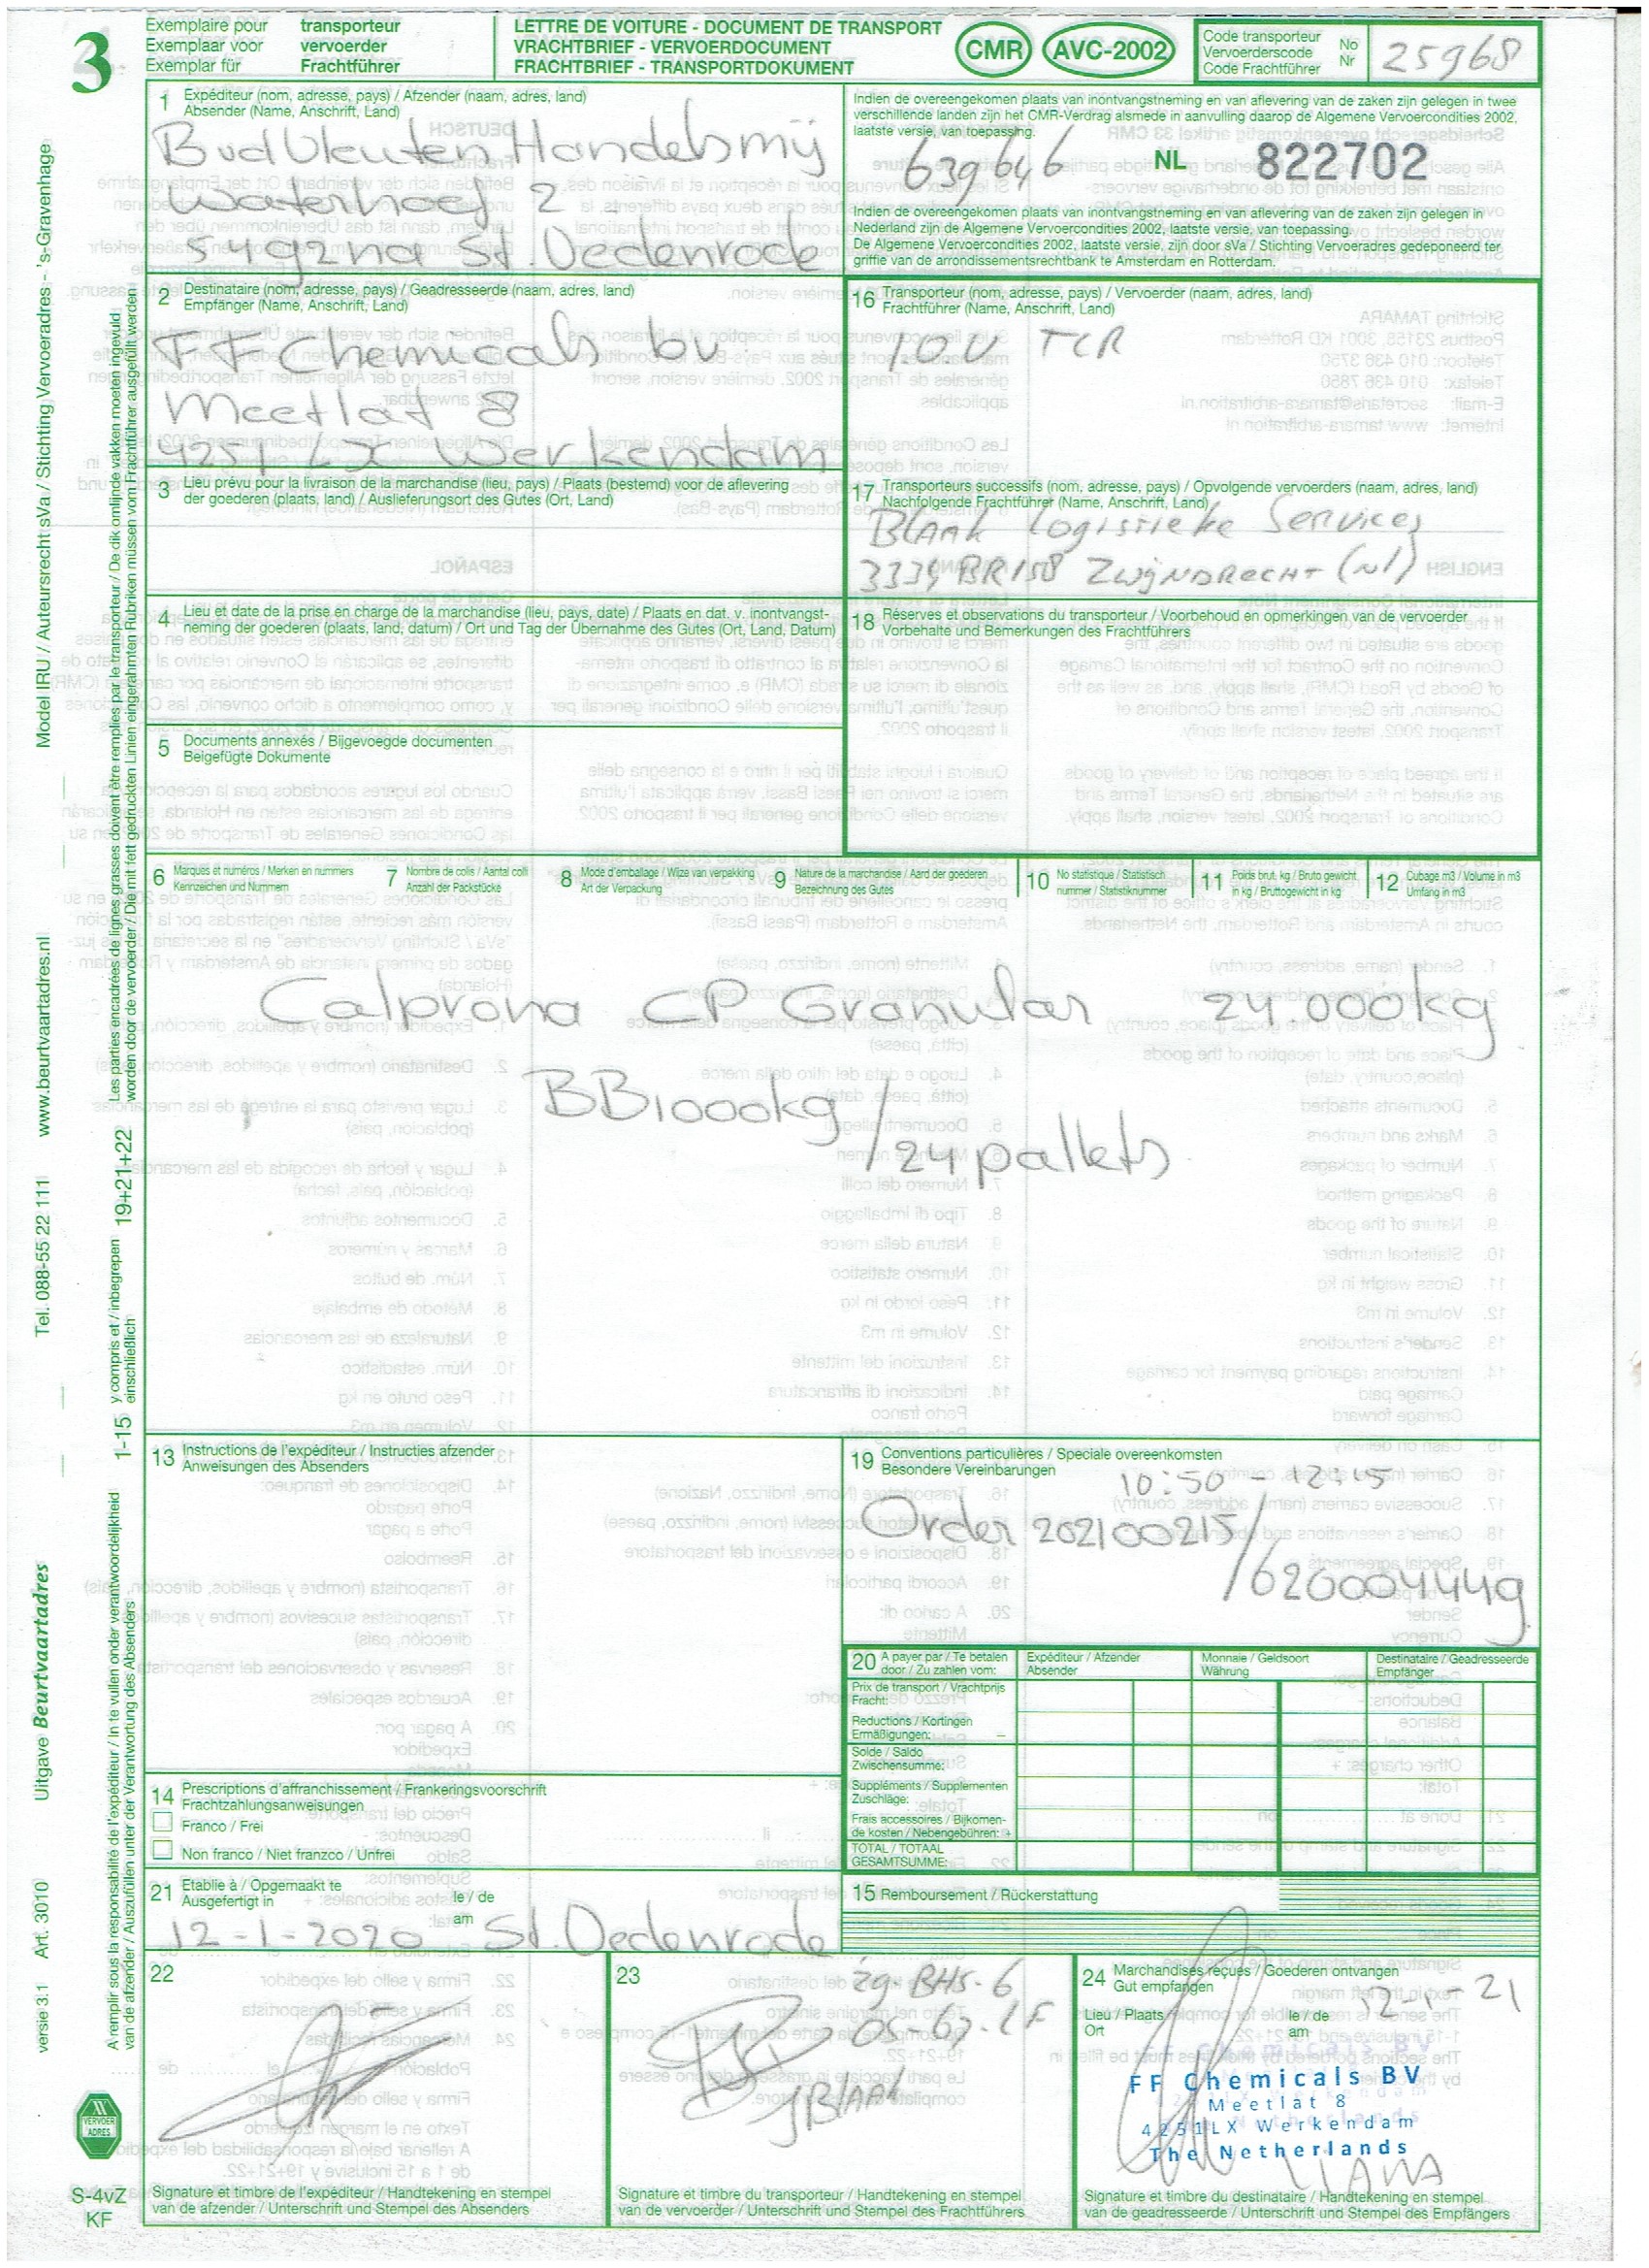 3
Exemplaire pour transporteur
Exemplaar voor vervoerder
Exemplar für Frachtführer
LETTRE DE VOITURE - DOCUMENT DE TRANSPORT
VRACHTBRIEF - VERVOERDOCUMENT
FRACHTBRIEF - TRANSPORTDOKUMENT
CMR AVC-2002
Code transporteur
Vervoerderscode
Code Frachtführer
No
Nr
25968
1 Expéditeur (nom, adresse, pays) / Afzender (naam, adres, land)
Absender (Name, Anschrift, Land)
Handelsmij
2
St. Oedenrode
Indien de overeengekomen plaats van inontvangstneming en van aflevering van de zaken zijn gelegen in twee
verschillende landen zijn het CMR-Verdrag alsmede in aanvulling daarop de Algemene Vervoercondities 2002,
laatste versie, van toepassing.
639646
NL 822702
Indien de overeengekomen plaats van inontvangstneming en van aflevering van de zaken zijn gelegen in
Nederland zijn de Algemene Vervoercondities 2002, laatste versie, van toepassing.
De Algemene Vervoercondities 2002, laatste versie, zijn door sVa / Stichting Vervoeradres gedeponeerd ter
griffie van de arrondissementsrechtbank te Amsterdam en Rotterdam.
2 Destinataire (nom, adresse, pays) / Geadresseerde (naam, adres, land)
Empfänger (Name, Anschrift, Land)
FF Chemicals bv
Meetlat 8
4251 LX Werkendam
16 Transporteur (nom, adresse, pays) / Vervoerder (naam, adres, land)
Frachtführer (Name, Anschrift, Land)
TCR
3 Lieu prévu pour la livraison de la marchandise (lieu, pays) / Plaats (bestemd) voor de aflevering
der goederen (plaats, land) / Auslieferungsort des Gutes (Ort, Land)
17 Transporteurs successifs (nom, adresse, pays) / Opvolgende vervoerders (naam, adres, land)
Nachfolgende Frachtführer (Name, Anschrift, Land)
Blaak Logistieke Services
Zwijndrecht (nl)
4 Lieu et date de la prise en charge de la marchandise (lieu, pays, date) / Plaats en dat. v. inontvangst-
neming der goederen (plaats, land, datum) / Ort und Tag der Übernahme des Gutes (Ort, Land, Datum)
18 Réserves et observations du transporteur / Voorbehoud en opmerkingen van de vervoerder
Vorbehalte und Bemerkungen des Frachtführers
5 Documents annexés / Bijgevoegde documenten
Beigefügte Dokumente
6 Marques et numéros / Merken en nummers
Kennzeichen und Nummern
7 Nombre de colis / Aantal colli
Anzahl der Packstücke
8 Mode d'emballage / Wijze van verpakking
Art der Verpackung
9 Nature de la marchandise / Aard der goederen
Bezeichnung des Gutes
10 No statistique / Statistisch
nummer / Statistiknummer
11 Poids brut, kg / Bruto gewicht
in kg / Bruttogewicht in kg
12 Cubage m3 / Volume in m3
Umfang in m3
Calprona CP Granular 24.000kg
BB1000kg
/24 pallets
13 Instructions de l'expéditeur / Instructies afzender
Anweisungen des Absenders
19 Conventions particulières / Speciale overeenkomsten
Besondere Vereinbarungen
10:50 - 12:45
Order 202100215
/620004449
20 A payer par / Te betalen
door / Zu zahlen vom:
Expéditeur / Afzender
Absender
Monnaie / Geldsoort
Währung
Destinataire / Geadresseerde
Empfänger
Prix de transport / Vrachtprijs
Fracht:
Reductions / Kortingen
Ermäßigungen: –
Solde / Saldo
Zwischensumme:
Suppléments / Supplementen
Zuschläge:
Frais accessoires / Bijkomen-
de kosten / Nebengebühren: +
TOTAL / TOTAAL
GESAMTSUMME:
14 Prescriptions d'affranchissement / Frankeringsvoorschrift
Frachtzahlungsanweisungen
Franco / Frei
Non franco / Niet franzco / Unfrei
21 Etablie à / Opgemaakt te
Ausgefertigt in
le / de
am
12-1-2020 St. Oedenrode
15 Remboursement / Rückerstattung
22
Signature et timbre de l'expéditeur / Handtekening en stempel
van de afzender / Unterschrift und Stempel des Absenders
23
29-BHS-6
JBlaak
Signature et timbre du transporteur / Handtekening en stempel
van de vervoerder / Unterschrift und Stempel des Frachtführers
24 Marchandises reçues / Goederen ontvangen
Gut empfangen
Lieu / Plaats
Ort
le / de
am
12-1-21
FF Chemicals BV
Meetlat 8
4251LX Werkendam
The Netherlands
Signature et timbre du destinataire / Handtekening en stempel
van de geadresseerde / Unterschrift und Stempel des Empfängers
Model IRU / Auteursrecht sVa / Stichting Vervoeradres - 's-Gravenhage
www.beurtvaartadres.nl
Tel. 088-55 22 111
Uitgave Beurtvaartadres
Art. 3010
versie 3.1
Les parties encadrées de lignes grasses doivent être remplies par le transporteur / De dik omlijnde vakken moeten ingevuld
worden door de vervoerder / Die mit fett gedruckten Linien eingerahmten Rubriken müssen vom Frachtführer ausgefüllt werden
19+21+22
y compris et / inbegrepen
einschließlich
1-15
A remplir sous la responsabilité de l'expéditeur / In te vullen onder verantwoordelijkheid
van de afzender / Auszufüllen unter der Verantwortung des Absenders
VERVOER
ADRES
S-4vZ
KF